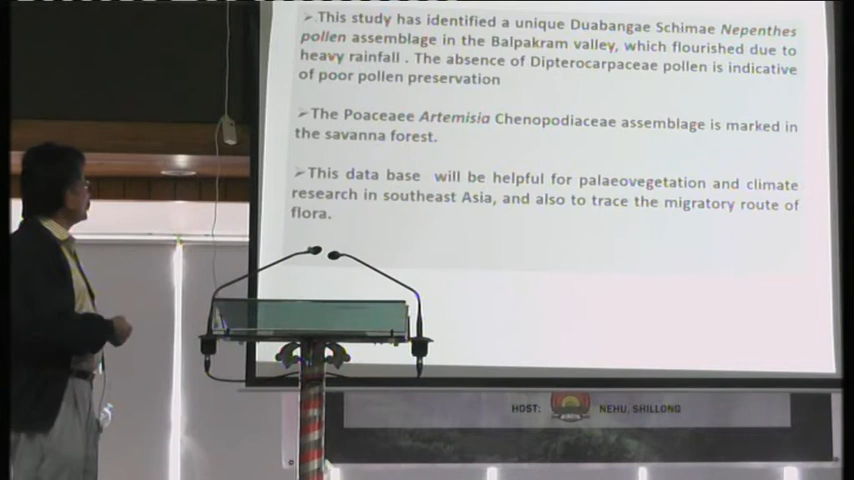 ➢ This study has identified a unique Duabangae Schimae Nepenthes
pollen assemblage in the Balpakram valley, which flourished due to
heavy rainfall . The absence of Dipterocarpaceae pollen is indicative
of poor pollen preservation
➢The Poaceaee Artemisia Chenopodiaceae assemblage is marked in
the savanna forest.
➢This data base will be helpful for palaeovegetation and climate
research in southeast Asia, and also to trace the migratory route of
flora.
HOST: NEHU, SHILLONG